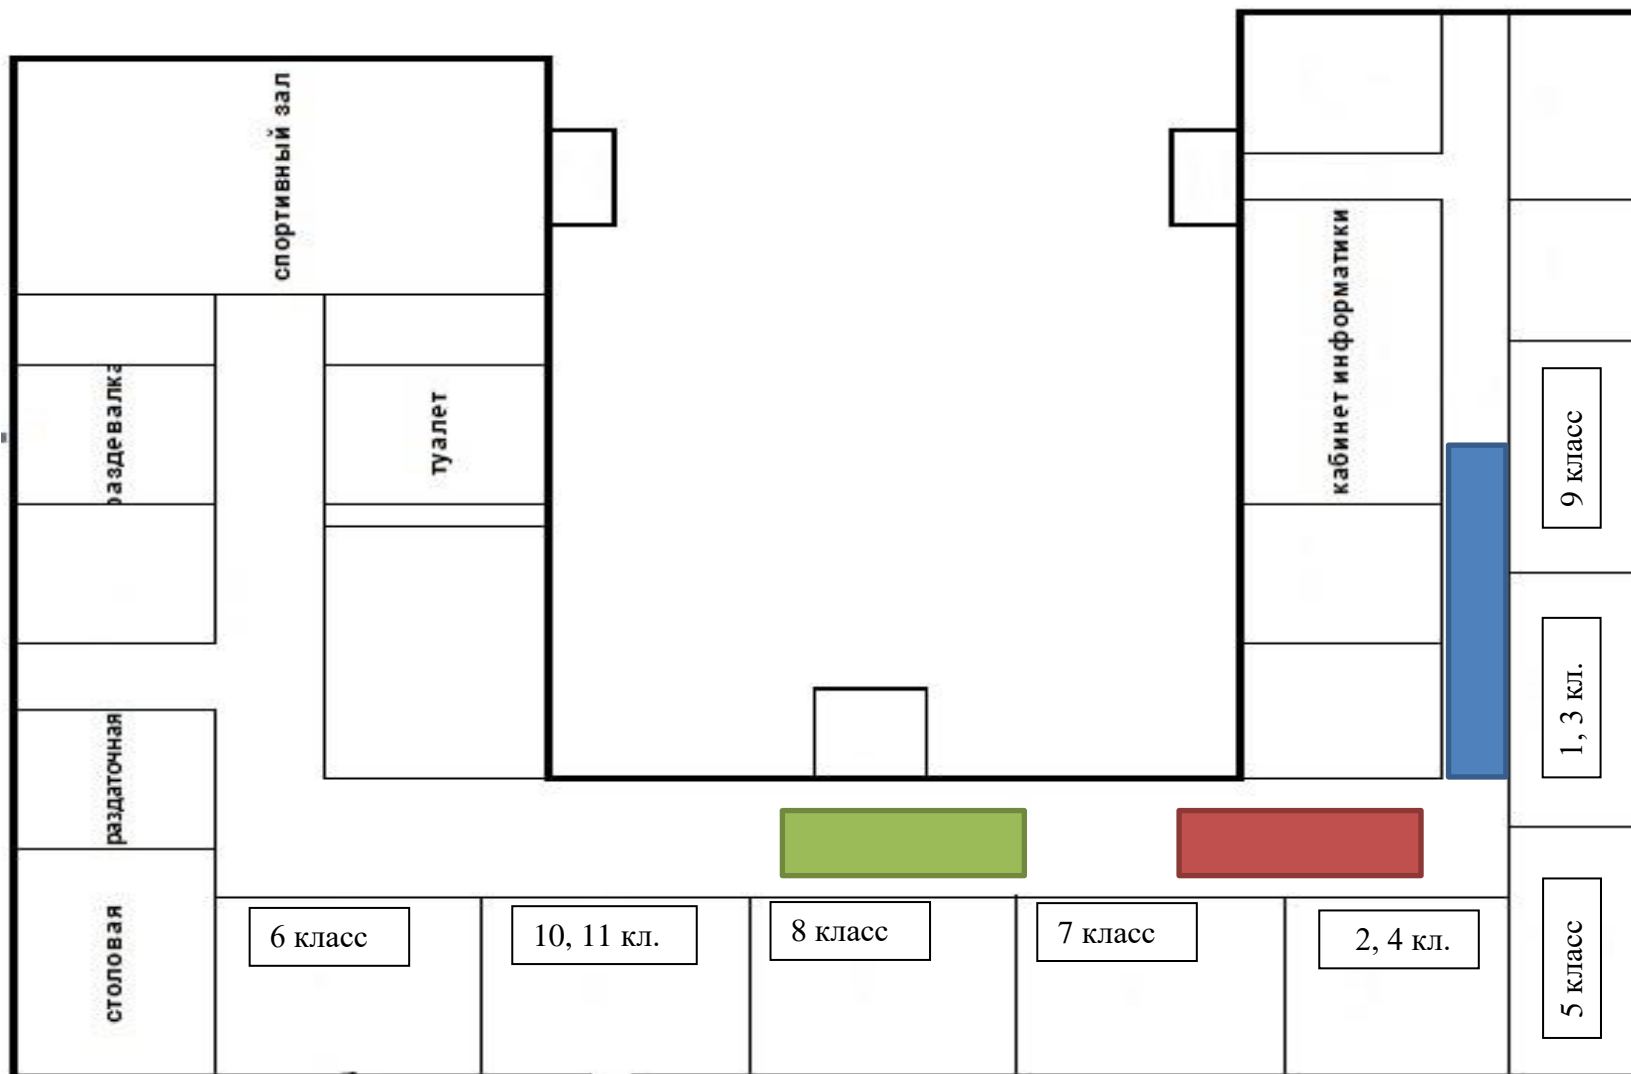 спортивный зал
раздевалка
туалет
раздаточная
столовая
кабинет информатики
9 класс
1, 3 кл.
5 класс
6 класс
10, 11 кл.
8 класс
7 класс
2, 4 кл.